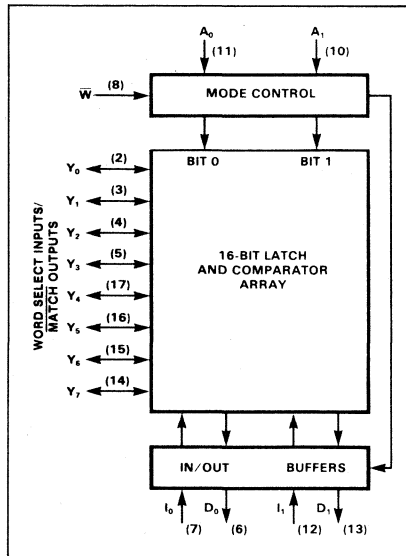 A₀ A₁
(11) (10)
W̅ (8) MODE CONTROL
BIT 0 BIT 1
WORD SELECT INPUTS/
MATCH OUTPUTS
Y₀ (2)
Y₁ (3)
Y₂ (4)
Y₃ (5)
Y₄ (17)
Y₅ (16)
Y₆ (15)
Y₇ (14)
16-BIT LATCH
AND COMPARATOR
ARRAY
IN/OUT BUFFERS
I₀ D₀ I₁ D₁
(7) (6) (12) (13)